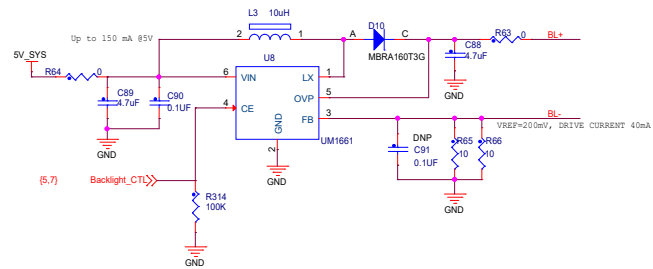 L3 10uH
Up to 150 mA @5V
2 1
D10
A C
MBRA160T3G
R63
0
BL+
5V_SYS
R64
0
U8
C88
4.7uF
6 VIN LX 1
C89
4.7uF
C90
0.1UF
OVP 5
4 CE
GND
FB 3
BL-
VREF=200mV, DRIVE CURRENT 40mA
GND
2
UM1661
DNP
C91
0.1UF
R65
10
R66
10
GND
GND
{5,7} Backlight_CTL
R314
100K
GND
GND